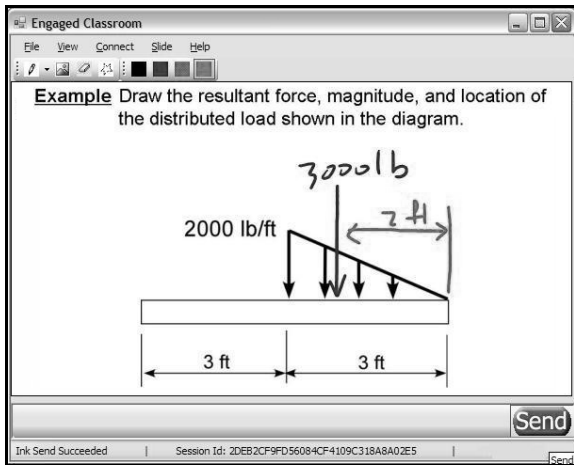 Engaged Classroom
File View Connect Slide Help
Example Draw the resultant force, magnitude, and location of
the distributed load shown in the diagram.
3000lb
2 ft
2000 lb/ft
3 ft 3 ft
Send
Ink Send Succeeded | Session Id: 2DEB2CF9FD56084CF4109C318A8A02E5 |
Send